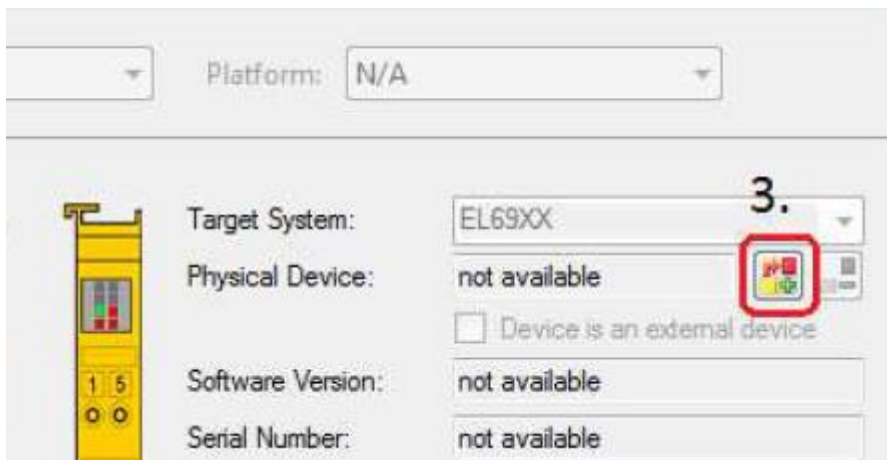 Platform: N/A
3.
Target System: EL69XX
Physical Device: not available
Device is an external device
1 5
Software Version: not available
Serial Number: not available